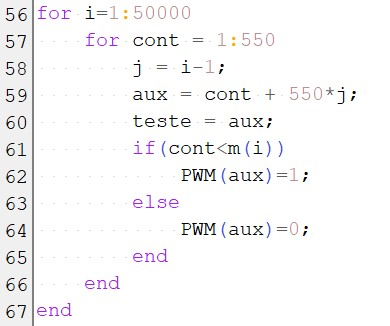 56 for i=1:50000
57     for cont = 1:550
58         j = i-1;
59         aux = cont + 550*j;
60         teste = aux;
61         if(cont<m(i))
62             PWM(aux)=1;
63         else
64             PWM(aux)=0;
65         end
66     end
67 end